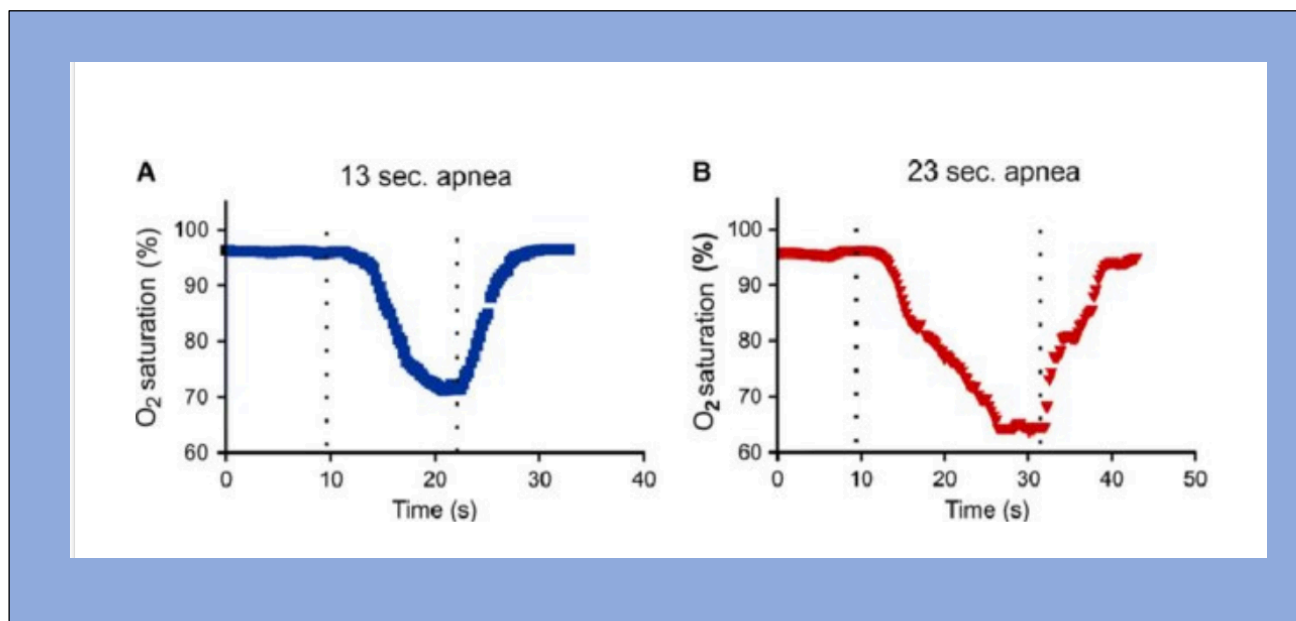 A
13 sec. apnea
O2 saturation (%)
100
90
80
70
60
0 10 20 30 40
Time (s)
B
23 sec. apnea
O2 saturation (%)
100
90
80
70
60
0 10 20 30 40 50
Time (s)